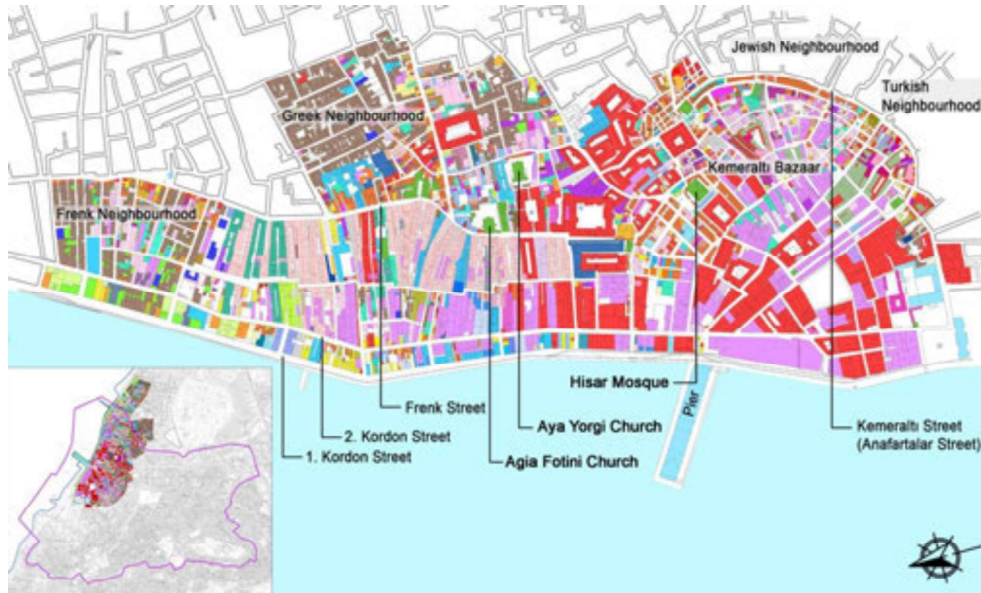 Jewish Neighbourhood
Turkish
Neighbourhood
Greek Neighbourhood
Kemeraltı Bazaar
Frenk Neighbourhood
Hisar Mosque
Pier
Frenk Street
Aya Yorgi Church
Kemeraltı Street
(Anafartalar Street)
2. Kordon Street
1. Kordon Street
Agia Fotini Church